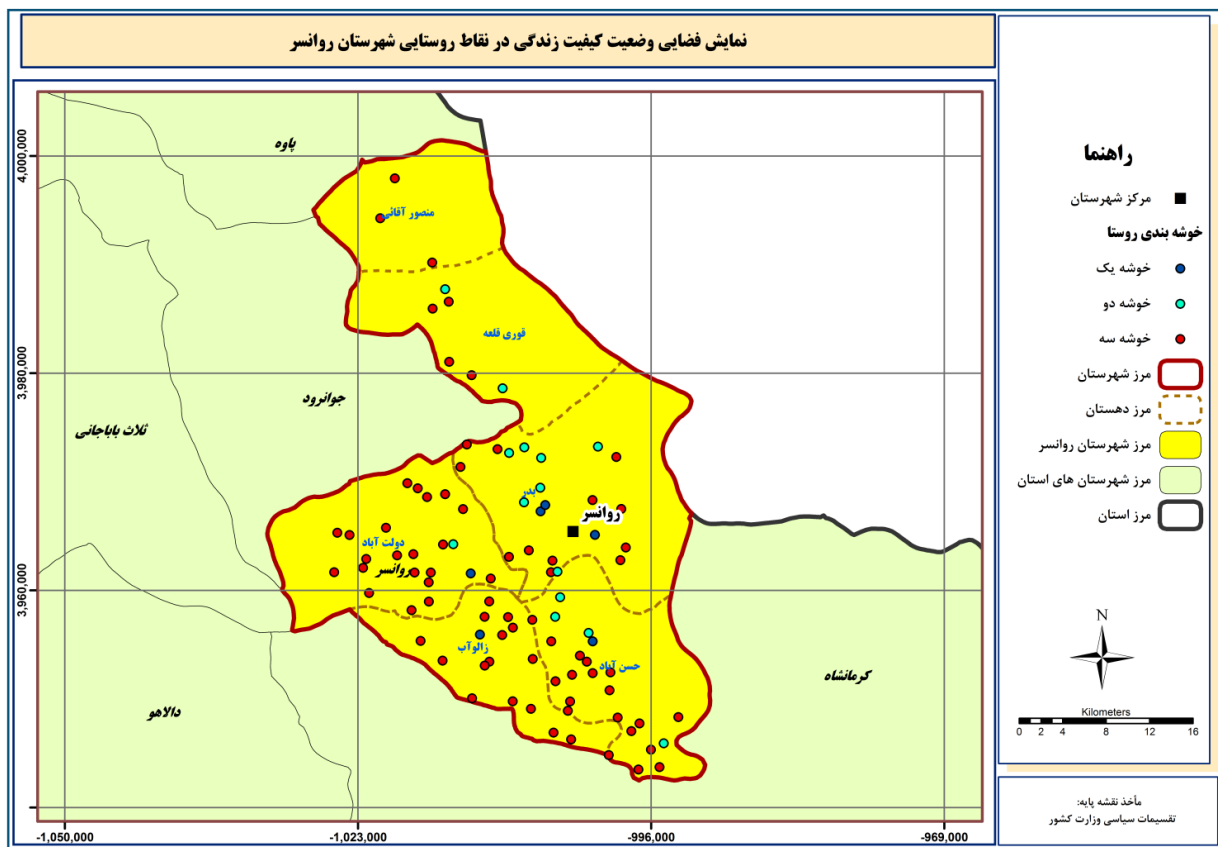 نمایش فضایی وضعیت کیفیت زندگی در نقاط روستایی شهرستان روانسر
راهنما
مرکز شهرستان
خوشه بندی روستا
خوشه یک
خوشه دو
خوشه سه
مرز شهرستان
مرز دهستان
مرز شهرستان روانسر
مرز شهرستان های استان
مرز استان
N
Kilometers
0 2 4 8 12 16
مأخذ نقشه پایه:
تقسیمات سیاسی وزارت کشور
پاوه
منصور آقائی
قوری قلعه
جوانرود
ثلاث باباجانی
بدر
روانسر
دولت آباد
روانسر
زالوآب
حسن آباد
کرمانشاه
دالاهو
4,000,000
3,980,000
3,960,000
-1,050,000
-1,023,000
-996,000
-969,000